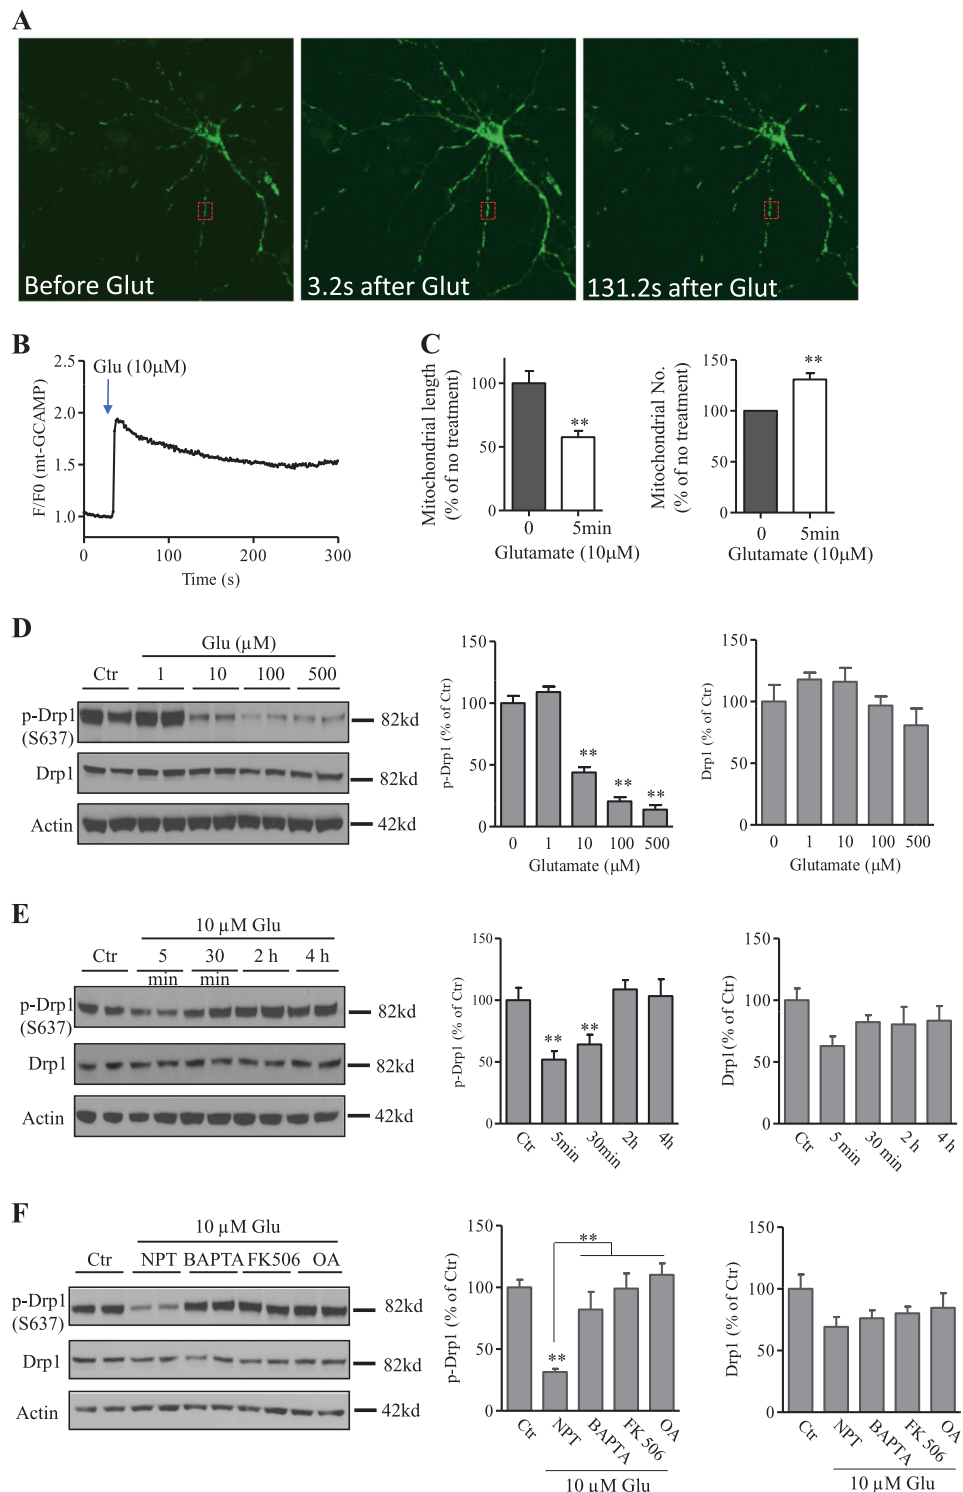 A
Before Glut
3.2s after Glut
131.2s after Glut
B
Glu (10μM)
F/F0 (mt-GCAMP)
2.5
2.0
1.5
1.0
0 100 200 300
Time (s)
C
Mitochondrial length
(% of no treatment)
100
50
0
**
0 5min
Glutamate (10μM)
Mitochondrial No.
(% of no treatment)
150
100
50
0
**
0 5min
Glutamate (10μM)
D
Glu (μM)
Ctr 1 10 100 500
p-Drp1
(S637)
82kd
Drp1
82kd
Actin
42kd
p-Drp1 (% of Ctr)
150
100
50
0
** ** **
0 1 10 100 500
Glutamate (μM)
Drp1 (% of Ctr)
150
100
50
0
0 1 10 100 500
Glutamate (μM)
E
10 μM Glu
Ctr 5 30 2 h 4 h
min min
p-Drp1
(S637)
82kd
Drp1
82kd
Actin
42kd
p-Drp1 (% of Ctr)
150
100
50
0
** **
Ctr 5min 30min 2h 4h
Drp1(% of Ctr)
150
100
50
0
Ctr 5 min 30 min 2 h 4 h
F
10 μM Glu
Ctr NPT BAPTA FK506 OA
p-Drp1
(S637)
82kd
Drp1
82kd
Actin
42kd
p-Drp1 (% of Ctr)
150
100
50
0
**
**
Ctr NPT BAPTA FK 506 OA
10 μM Glu
Drp1 (% of Ctr)
150
100
50
0
Ctr NPT BAPTA FK 506 OA
10 μM Glu